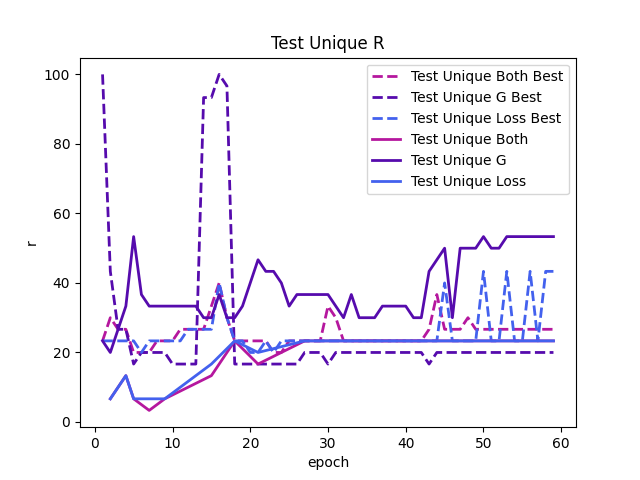 Test Unique R
100
80
60
40
20
0
r
0 10 20 30 40 50 60
epoch
Test Unique Both Best
Test Unique G Best
Test Unique Loss Best
Test Unique Both
Test Unique G
Test Unique Loss